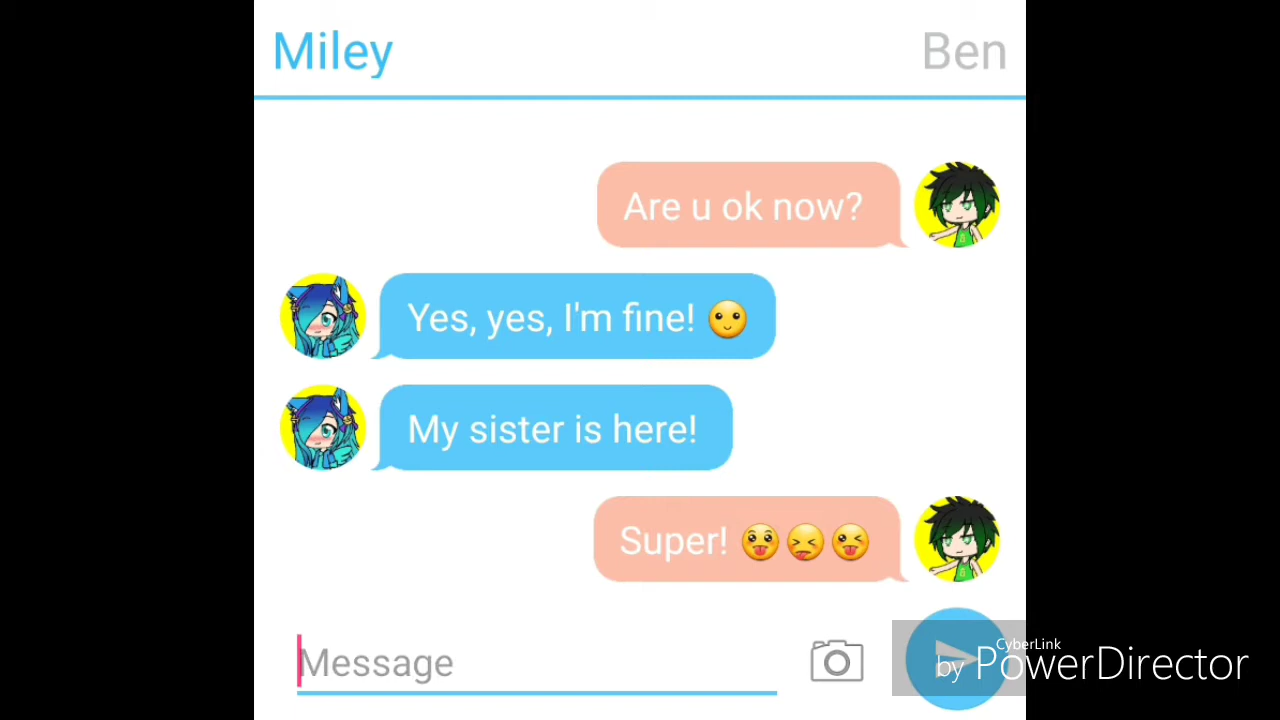 Miley
Ben
Are u ok now?
Yes, yes, I'm fine! 🙂
My sister is here!
Super! 😛😝😜
Message
CyberLink
by PowerDirector